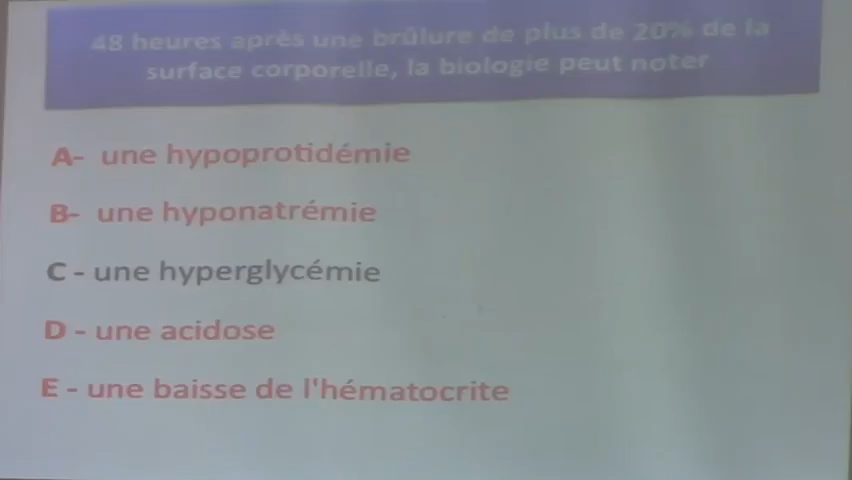 48 heures après une brûlure de plus de 20% de la
surface corporelle, la biologie peut noter
A- une hypoprotidémie
B- une hyponatrémie
C - une hyperglycémie
D - une acidose
E - une baisse de l'hématocrite